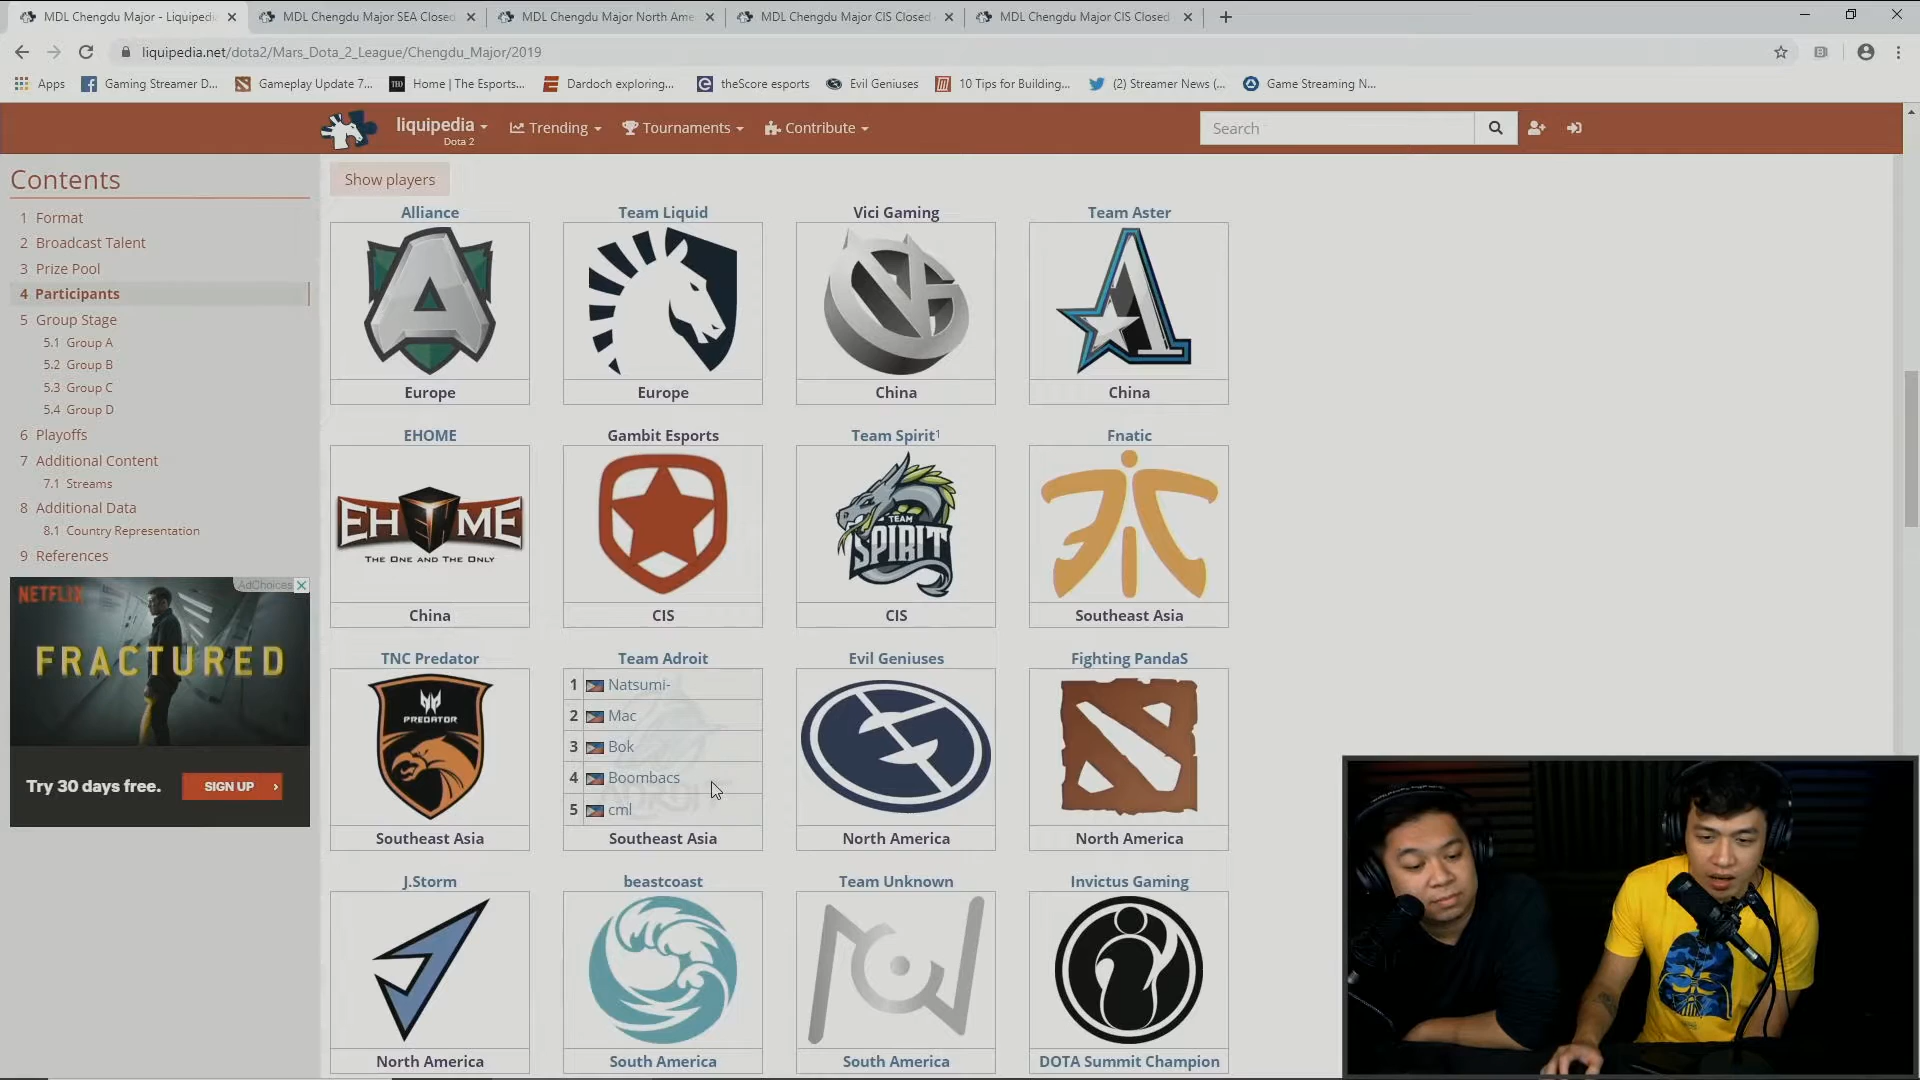 MDL Chengdu Major - Liquipedi
MDL Chengdu Major SEA Closed
MDL Chengdu Major North Ame
MDL Chengdu Major CIS Closed
MDL Chengdu Major CIS Closed
liquipedia.net/dota2/Mars_Dota_2_League/Chengdu_Major/2019
Apps
Gaming Streamer D...
Gameplay Update 7...
Home | The Esports...
Dardoch exploring...
theScore esports
Evil Geniuses
10 Tips for Building...
(2) Streamer News (...
Game Streaming N...
liquipedia
Dota 2
Trending
Tournaments
Contribute
Search
Contents
1 Format
2 Broadcast Talent
3 Prize Pool
4 Participants
5 Group Stage
5.1 Group A
5.2 Group B
5.3 Group C
5.4 Group D
6 Playoffs
7 Additional Content
7.1 Streams
8 Additional Data
8.1 Country Representation
9 References
AdChoices
NETFLIX
FRACTURED
Try 30 days free.
SIGN UP
Show players
Alliance
Team Liquid
Vici Gaming
Team Aster
A
Europe
Europe
China
China
EHOME
Gambit Esports
Team Spirit1
Fnatic
EHOME
THE ONE AND THE ONLY
TEAM
SPIRIT
China
CIS
CIS
Southeast Asia
TNC Predator
Team Adroit
Evil Geniuses
Fighting PandaS
PREDATOR
1 Natsumi-
2 Mac
3 Bok
4 Boombacs
5 cml
ADROIT
Southeast Asia
Southeast Asia
North America
North America
J.Storm
beastcoast
Team Unknown
Invictus Gaming
North America
South America
South America
DOTA Summit Champion